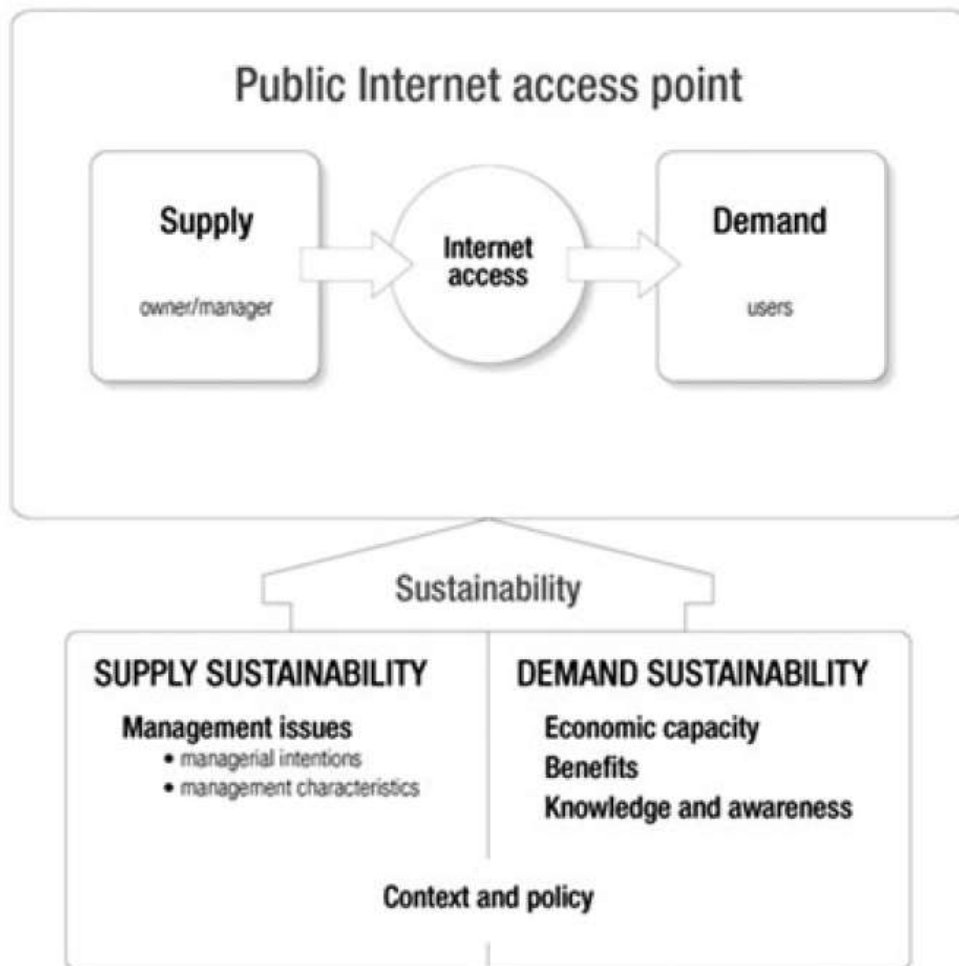 Public Internet access point
Supply
owner/manager
Internet
access
Demand
users
Sustainability
SUPPLY SUSTAINABILITY
Management issues
• managerial intentions
• management characteristics
DEMAND SUSTAINABILITY
Economic capacity
Benefits
Knowledge and awareness
Context and policy